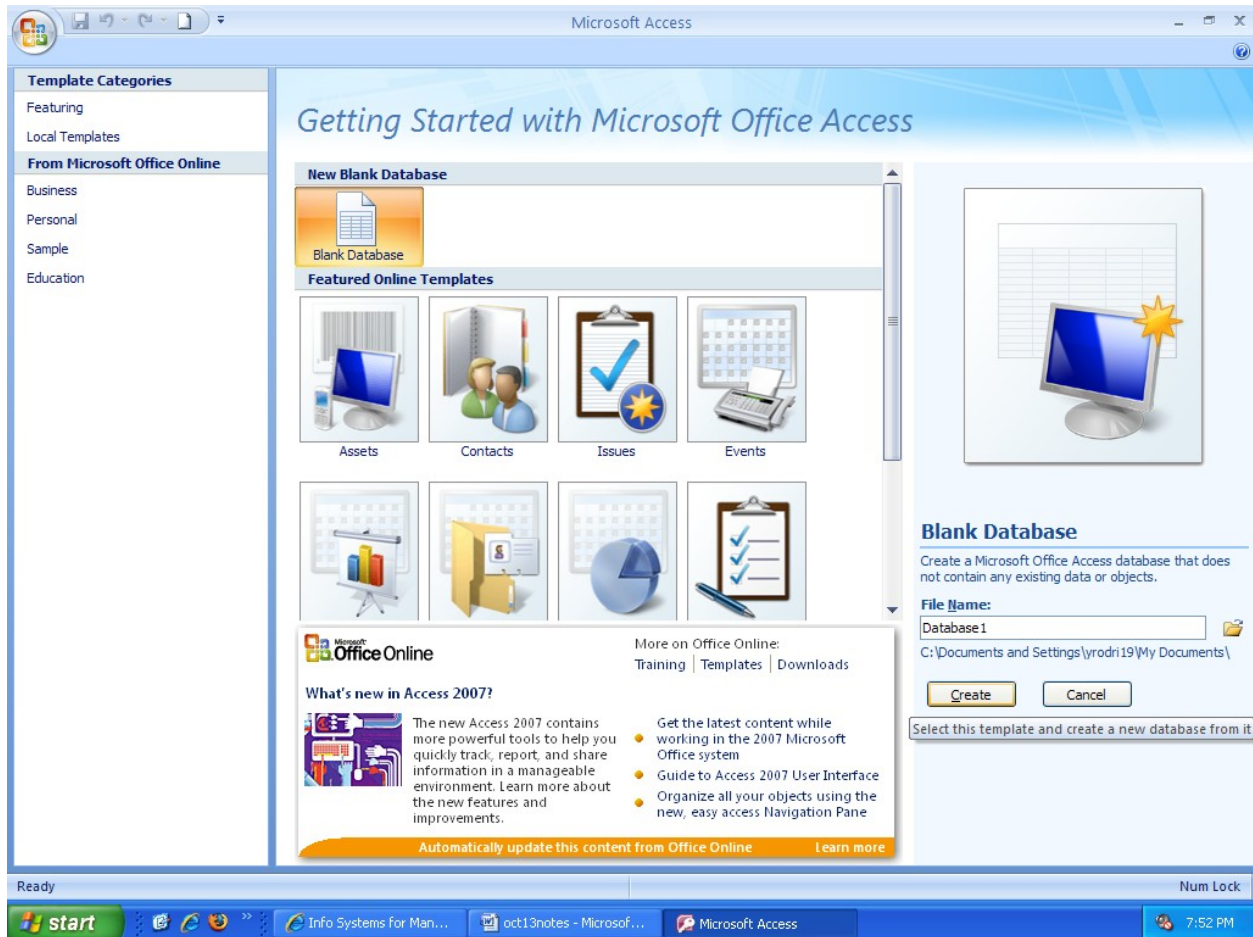 Microsoft Access
Template Categories
Featuring
Local Templates
From Microsoft Office Online
Business
Personal
Sample
Education
Getting Started with Microsoft Office Access
New Blank Database
Blank Database
Featured Online Templates
Assets
Contacts
Issues
Events
Microsoft
Office Online
More on Office Online:
Training | Templates | Downloads
What's new in Access 2007?
The new Access 2007 contains
more powerful tools to help you
quickly track, report, and share
information in a manageable
environment. Learn more about
the new features and
improvements.
Get the latest content while
working in the 2007 Microsoft
Office system
Guide to Access 2007 User Interface
Organize all your objects using the
new, easy access Navigation Pane
Automatically update this content from Office Online
Learn more
Blank Database
Create a Microsoft Office Access database that does
not contain any existing data or objects.
File Name:
Database1
C:\Documents and Settings\yrodri19\My Documents\
Create
Cancel
Select this template and create a new database from it
Ready
Num Lock
start
Info Systems for Man...
oct13notes - Microsof...
Microsoft Access
7:52 PM